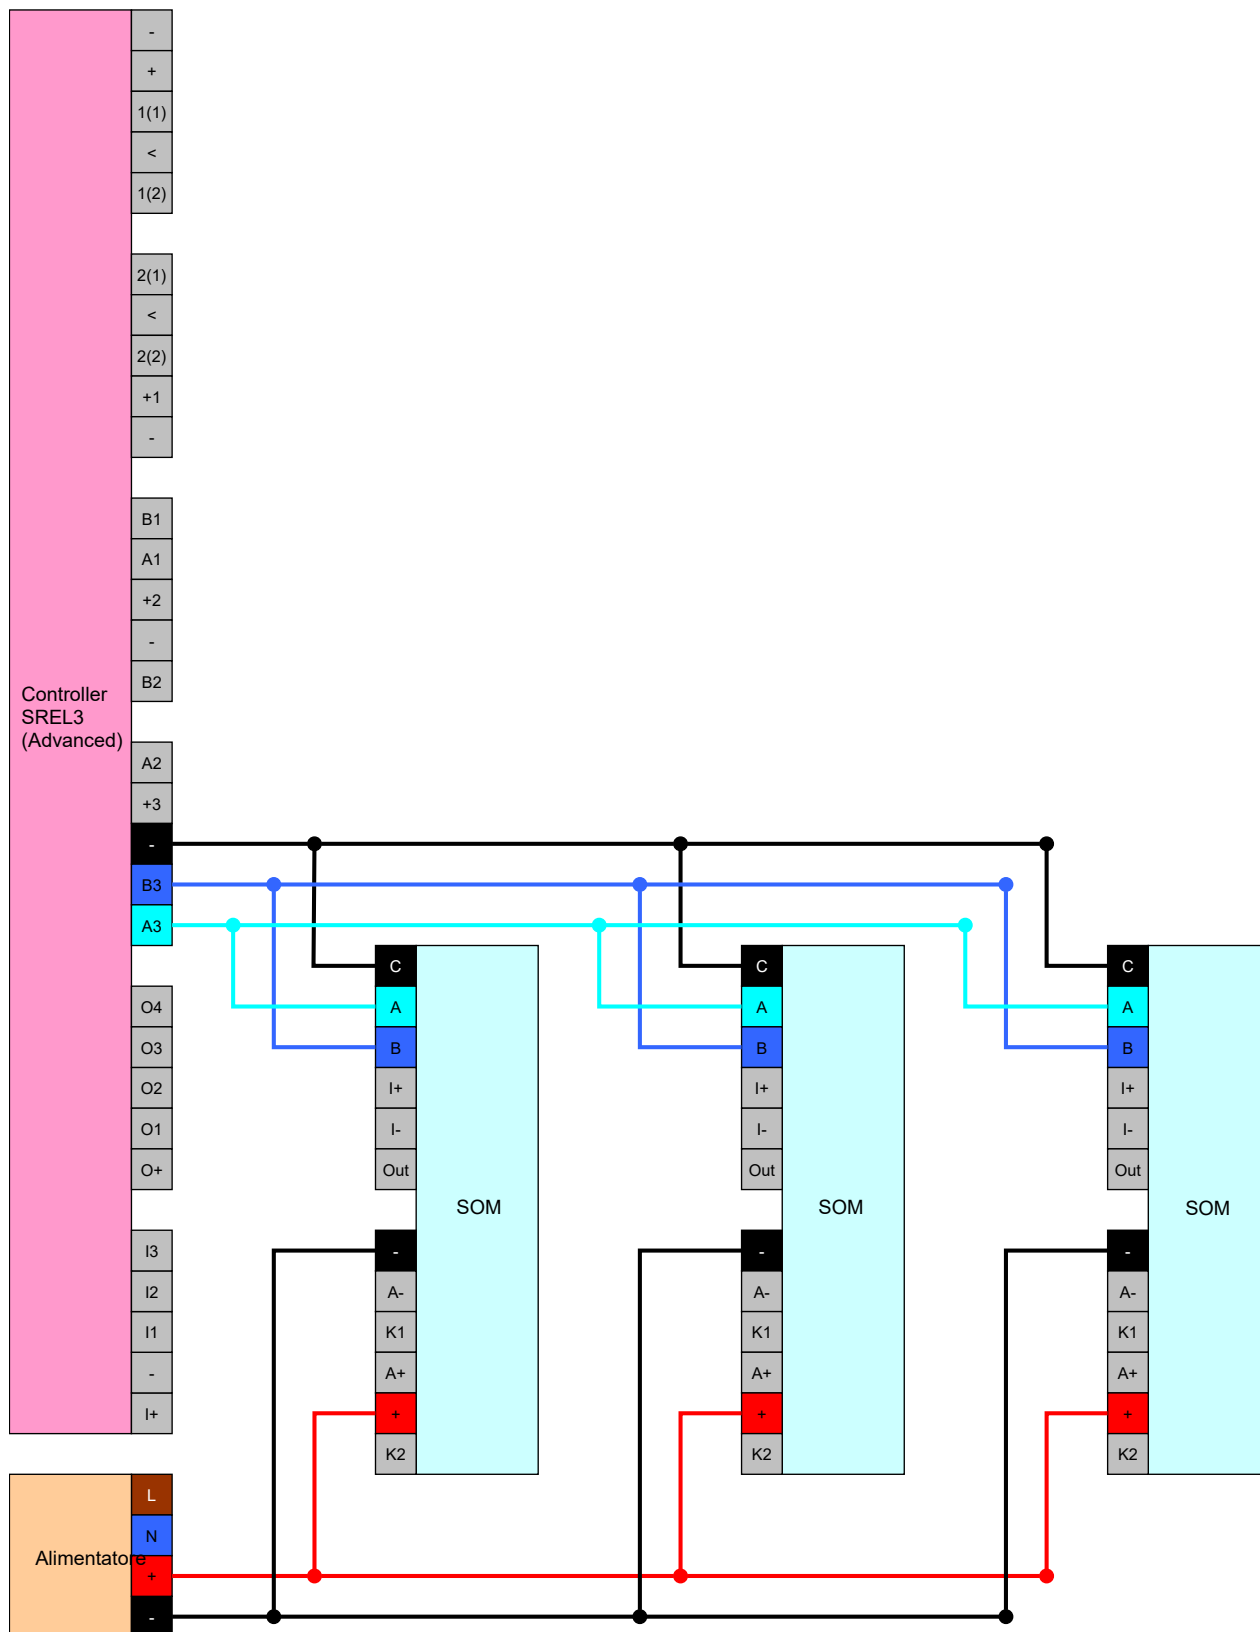 -
+
1(1)
<
1(2)
2(1)
<
2(2)
+1
-
B1
A1
+2
-
B2
Controller
SREL3
(Advanced)
A2
+3
-
B3
A3
O4
O3
O2
O1
O+
I3
I2
I1
-
I+
C
A
B
I+
I-
Out
SOM
-
A-
K1
A+
+
K2
C
A
B
I+
I-
Out
SOM
-
A-
K1
A+
+
K2
C
A
B
I+
I-
Out
SOM
-
A-
K1
A+
+
K2
Alimentatore
L
N
+
-